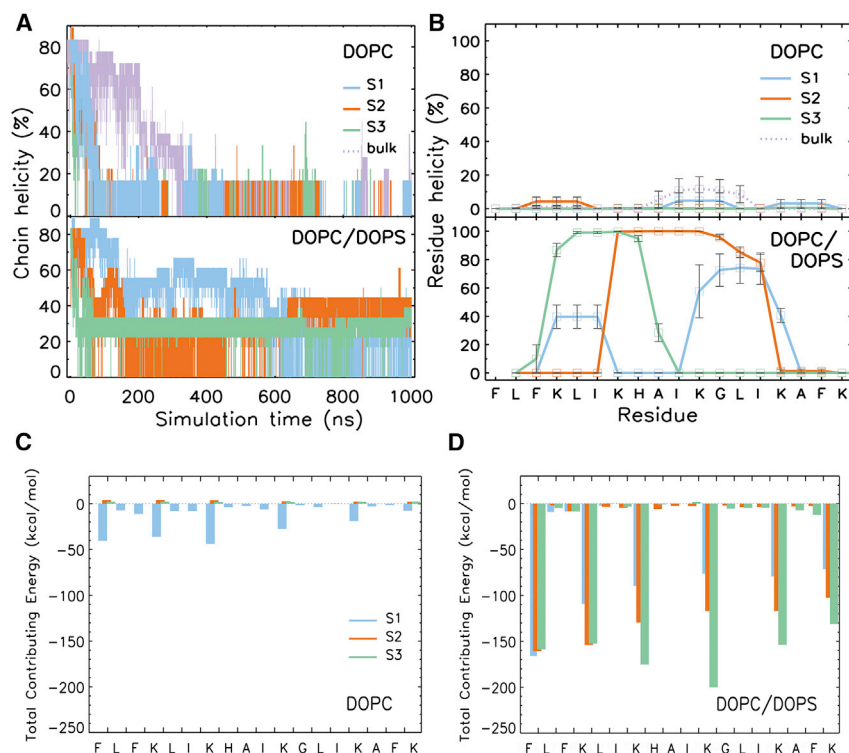 A
DOPC
S1
S2
S3
bulk
80
60
40
20
0
DOPC/DOPS
80
60
40
20
0
Chain helicity (%)
0 200 400 600 800 1000
Simulation time (ns)
B
DOPC
S1
S2
S3
bulk
100
80
60
40
20
0
DOPC/
DOPS
100
80
60
40
20
0
Residue helicity (%)
F L F K L I K H A I K G L I K A F K
Residue
C
0
−50
−100
−150
−200
−250
Total Contributing Energy (kcal/mol)
S1
S2
S3
DOPC
F L F K L I K H A I K G L I K A F K
D
0
−50
−100
−150
−200
−250
Total Contributing Energy (kcal/mol)
DOPC/DOPS
F L F K L I K H A I K G L I K A F K